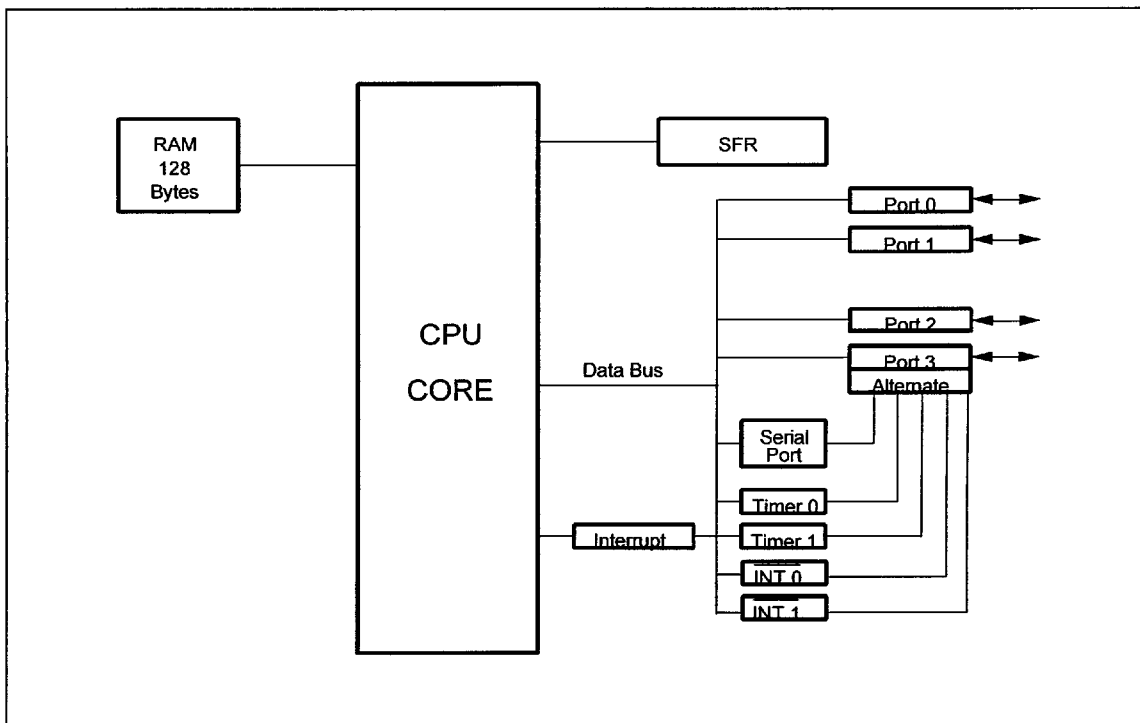 RAM
128
Bytes
CPU
CORE
SFR
Port 0
Port 1
Port 2
Port 3
Alternate
Data Bus
Serial
Port
Timer 0
Interrupt
Timer 1
INT 0
INT 1